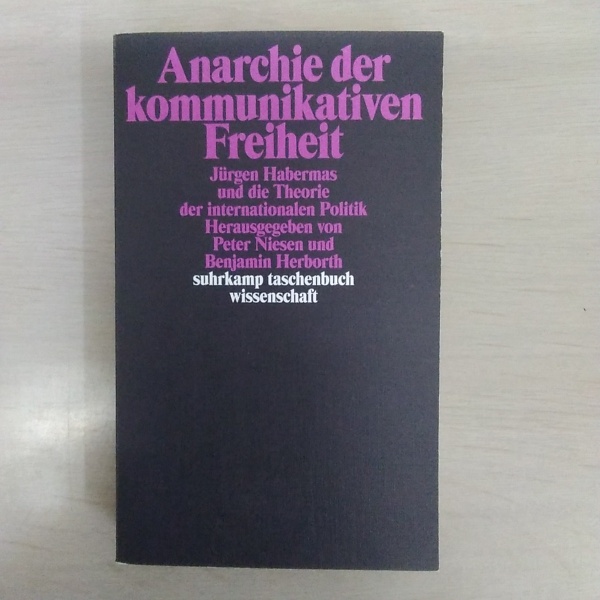 Anarchie der
kommunikativen
Freiheit
Jürgen Habermas
und die Theorie
der internationalen Politik
Herausgegeben von
Peter Niesen und
Benjamin Herborth
suhrkamp taschenbuch
wissenschaft